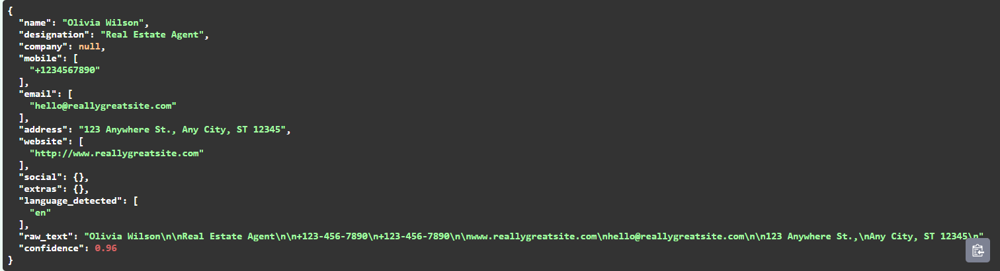 {
  "name": "Olivia Wilson",
  "designation": "Real Estate Agent",
  "company": null,
  "mobile": [
    "+1234567890"
  ],
  "email": [
    "hello@reallygreatsite.com"
  ],
  "address": "123 Anywhere St., Any City, ST 12345",
  "website": [
    "http://www.reallygreatsite.com"
  ],
  "social": {},
  "extras": {},
  "language_detected": [
    "en"
  ],
  "raw_text": "Olivia Wilson\n\nReal Estate Agent\n\n+123-456-7890\n+123-456-7890\n\nwww.reallygreatsite.com\nhello@reallygreatsite.com\n\n123 Anywhere St.,\nAny City, ST 12345\n"
  "confidence": 0.96
}